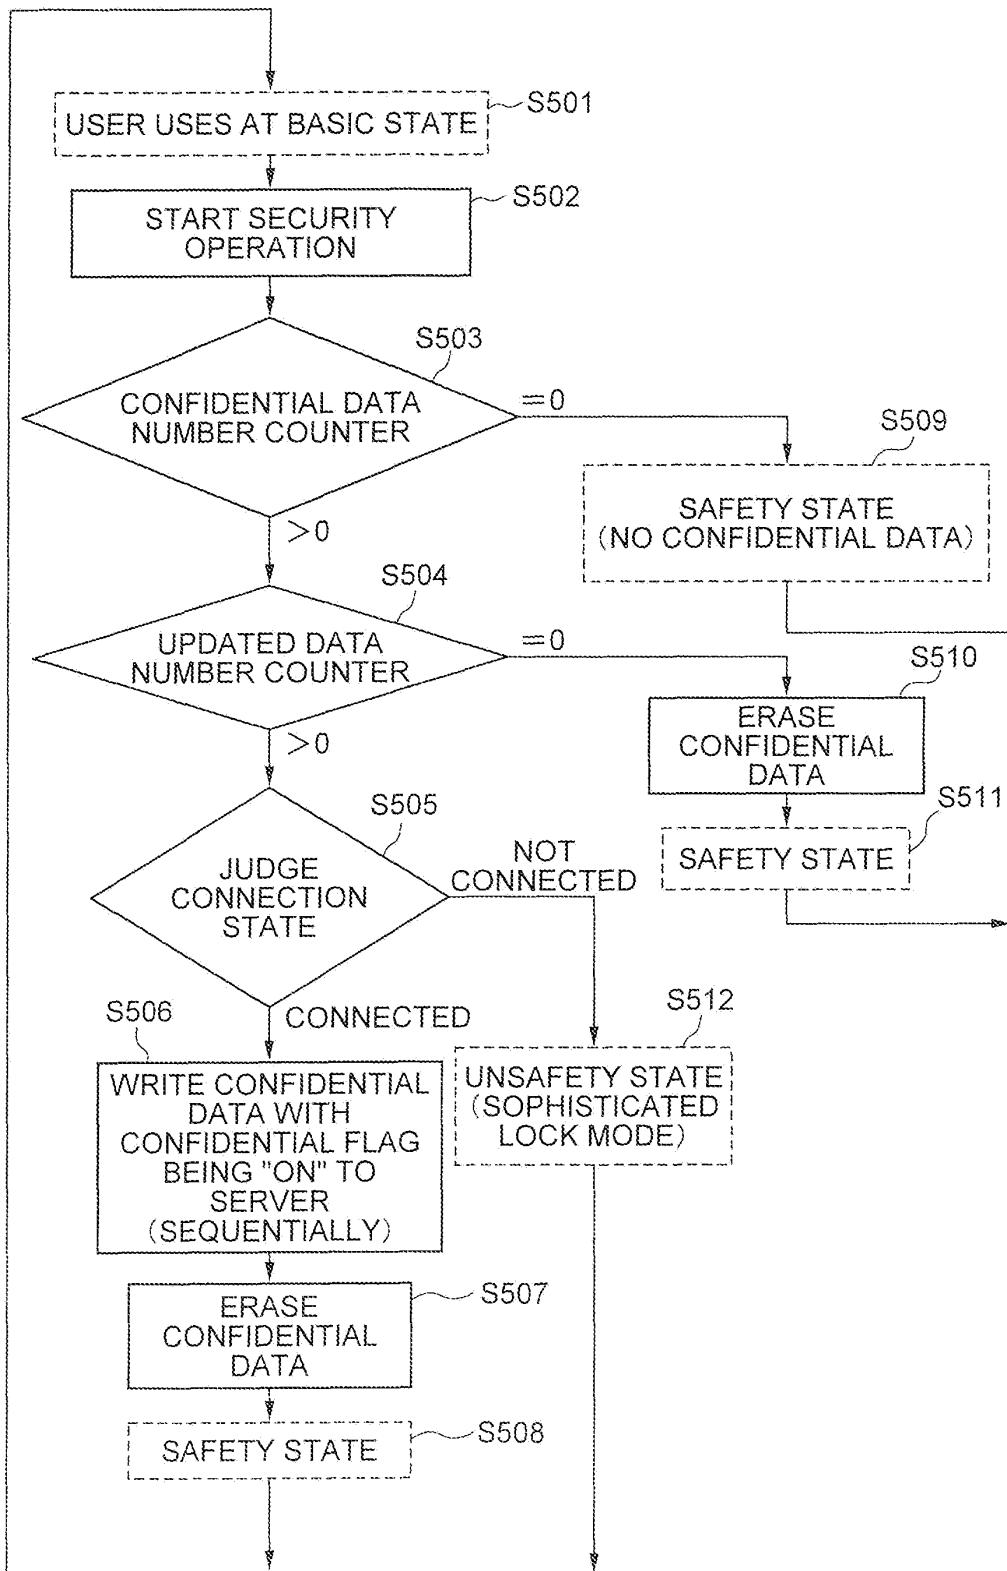 S501
USER USES AT BASIC STATE
S502
START SECURITY
OPERATION
S503
CONFIDENTIAL DATA
NUMBER COUNTER
=0
S509
SAFETY STATE
(NO CONFIDENTIAL DATA)
>0
S504
UPDATED DATA
NUMBER COUNTER
=0
S510
ERASE
CONFIDENTIAL
DATA
>0
S511
SAFETY STATE
S505
JUDGE
CONNECTION
STATE
NOT
CONNECTED
S506
CONNECTED
S512
UNSAFETY STATE
(SOPHISTICATED
LOCK MODE)
WRITE CONFIDENTIAL
DATA WITH
CONFIDENTIAL FLAG
BEING "ON" TO
SERVER
(SEQUENTIALLY)
S507
ERASE
CONFIDENTIAL
DATA
S508
SAFETY STATE